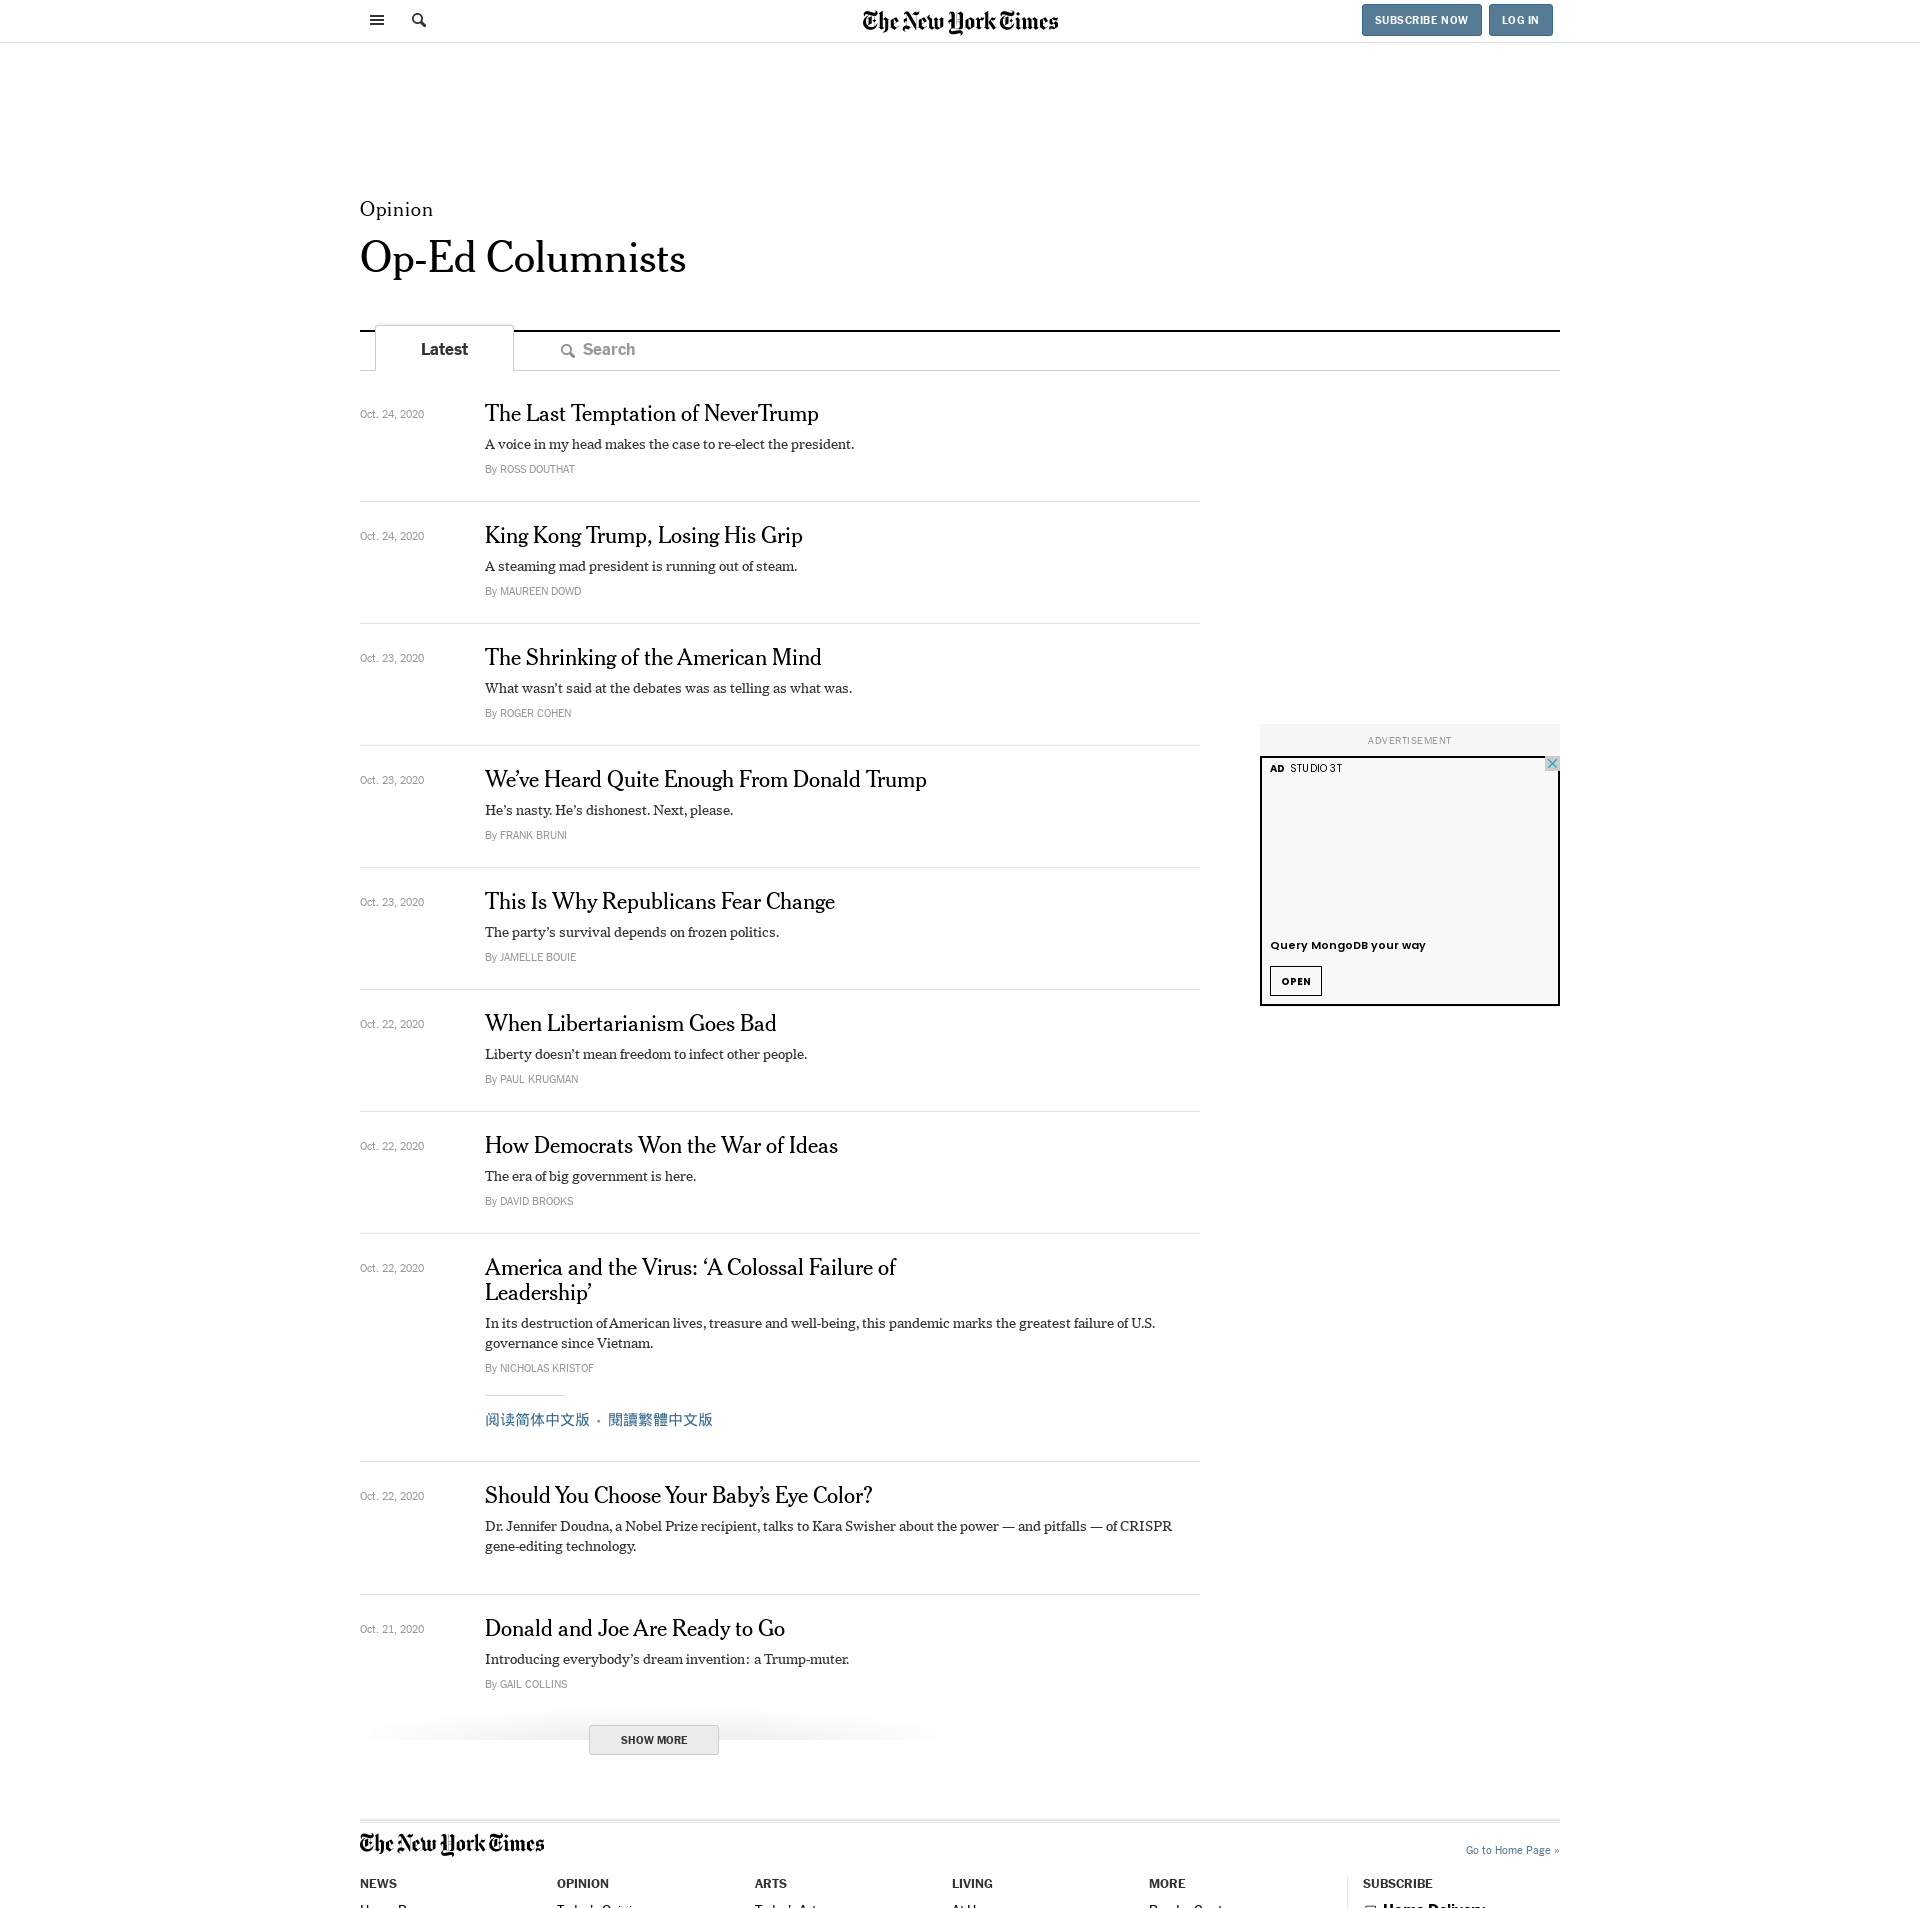 The New York Times
SUBSCRIBE NOW
LOG IN
Opinion
Op-Ed Columnists
Latest
Search
Oct. 24, 2020
The Last Temptation of NeverTrump
A voice in my head makes the case to re-elect the president.
By ROSS DOUTHAT
Oct. 24, 2020
King Kong Trump, Losing His Grip
A steaming mad president is running out of steam.
By MAUREEN DOWD
Oct. 23, 2020
The Shrinking of the American Mind
What wasn’t said at the debates was as telling as what was.
By ROGER COHEN
Oct. 23, 2020
We’ve Heard Quite Enough From Donald Trump
He’s nasty. He’s dishonest. Next, please.
By FRANK BRUNI
Oct. 23, 2020
This Is Why Republicans Fear Change
The party’s survival depends on frozen politics.
By JAMELLE BOUIE
Oct. 22, 2020
When Libertarianism Goes Bad
Liberty doesn’t mean freedom to infect other people.
By PAUL KRUGMAN
Oct. 22, 2020
How Democrats Won the War of Ideas
The era of big government is here.
By DAVID BROOKS
Oct. 22, 2020
America and the Virus: ‘A Colossal Failure of
Leadership’
In its destruction of American lives, treasure and well-being, this pandemic marks the greatest failure of U.S.
governance since Vietnam.
By NICHOLAS KRISTOF
阅读简体中文版 • 閱讀繁體中文版
Oct. 22, 2020
Should You Choose Your Baby’s Eye Color?
Dr. Jennifer Doudna, a Nobel Prize recipient, talks to Kara Swisher about the power — and pitfalls — of CRISPR
gene-editing technology.
Oct. 21, 2020
Donald and Joe Are Ready to Go
Introducing everybody’s dream invention: a Trump-muter.
By GAIL COLLINS
SHOW MORE
ADVERTISEMENT
AD STUDIO 3T
Query MongoDB your way
OPEN
The New York Times
Go to Home Page »
NEWS
OPINION
ARTS
LIVING
MORE
SUBSCRIBE
Home Delivery